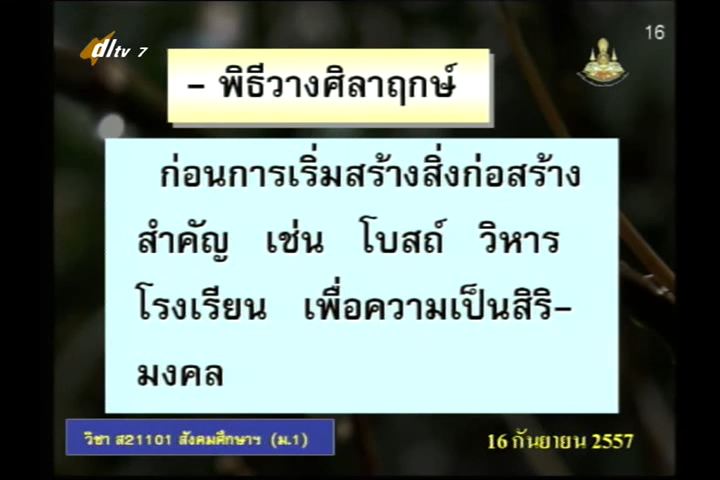 dltv 7
16
- พิธีวางศิลาฤกษ์
ก่อนการเริ่มสร้างสิ่งก่อสร้าง
สำคัญ เช่น โบสถ์ วิหาร
โรงเรียน เพื่อความเป็นสิริ-
มงคล
วิชา ส21101 สังคมศึกษาฯ (ม.1)
16 กันยายน 2557